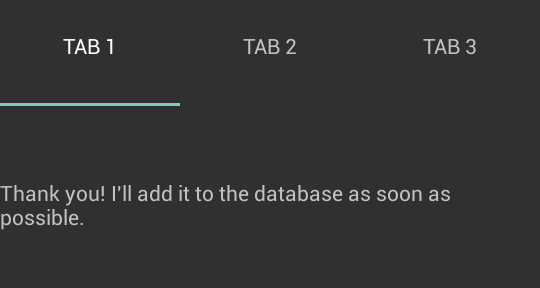 TAB 1 TAB 2 TAB 3
Thank you! I'll add it to the database as soon as
possible.